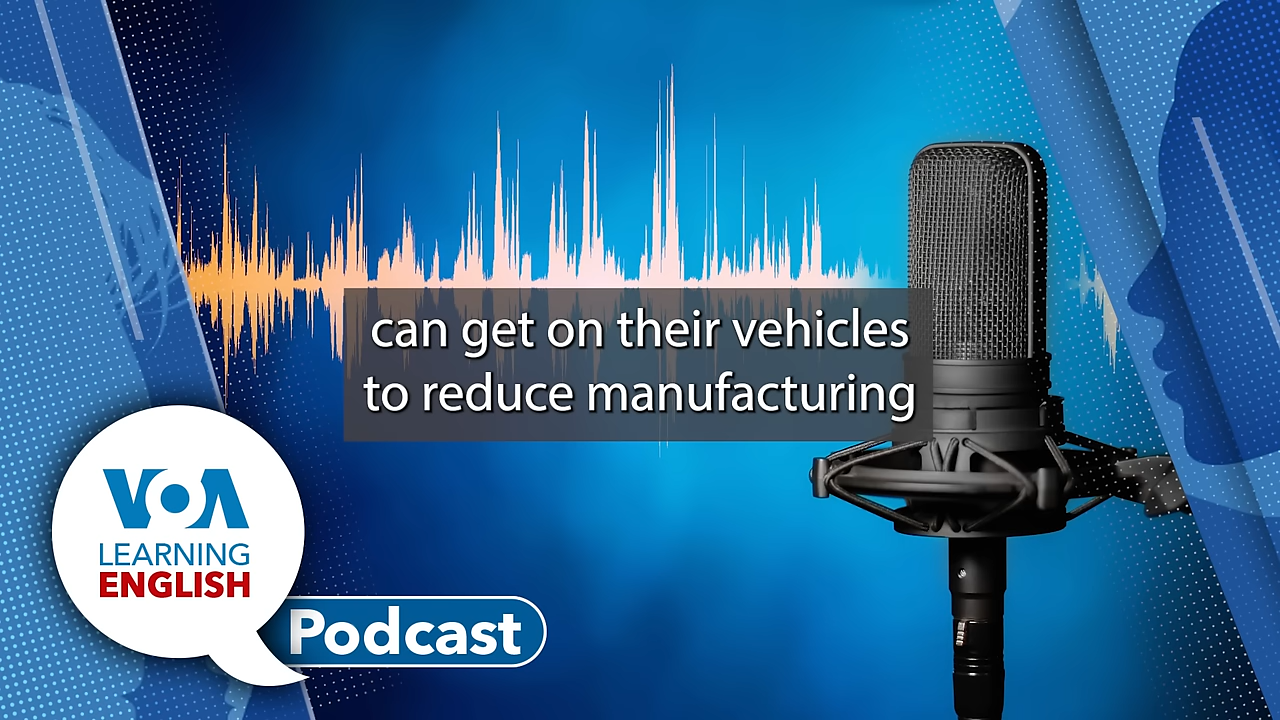 can get on their vehicles
to reduce manufacturing
VOA
LEARNING
ENGLISH
Podcast